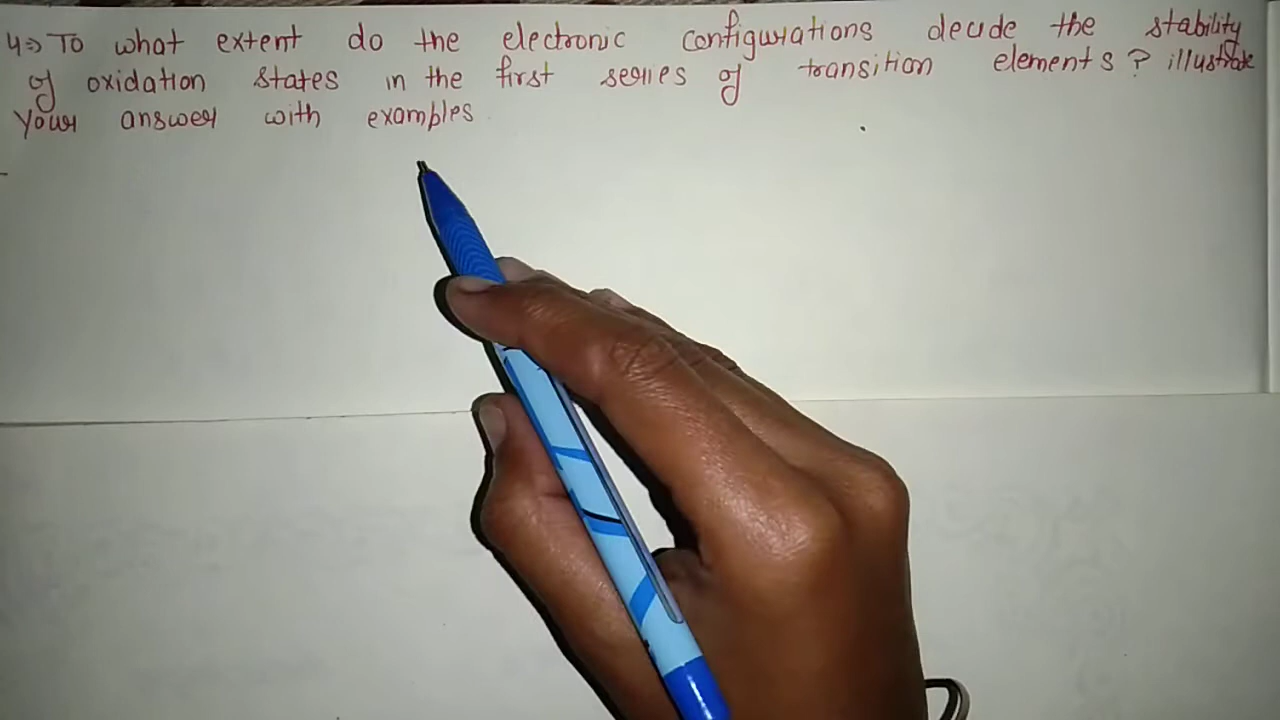 4⇒ To what extent do the electronic configurations decide the stability
of oxidation states in the first series of transition elements? illustrate
your answer with examples